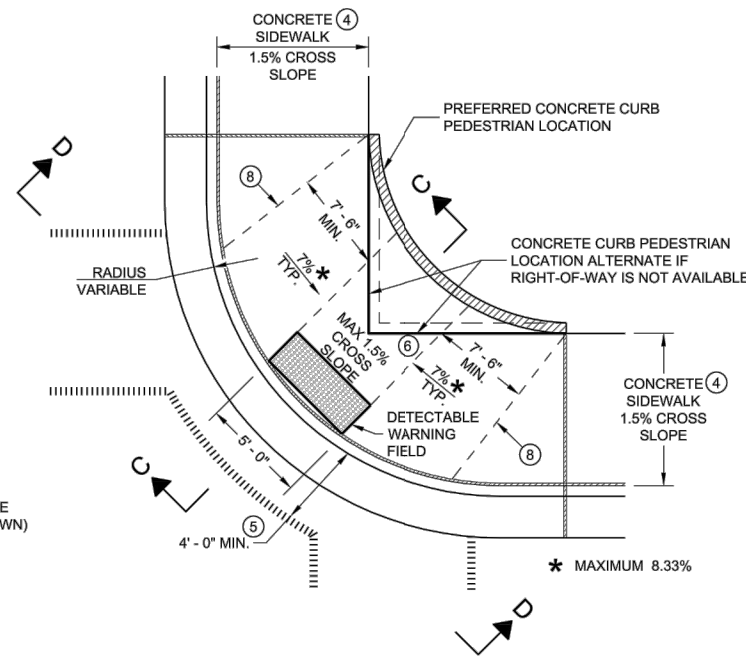 CONCRETE 4
SIDEWALK
1.5% CROSS
SLOPE
PREFERRED CONCRETE CURB
PEDESTRIAN LOCATION
D
C
8
7' - 6"
MIN.
7% *
TYP.
CONCRETE CURB PEDESTRIAN
LOCATION ALTERNATE IF
RIGHT-OF-WAY IS NOT AVAILABLE
RADIUS
VARIABLE
MAX 1.5%
CROSS
SLOPE
6
7' - 6"
MIN.
7% *
TYP.
CONCRETE 4
SIDEWALK
1.5% CROSS
SLOPE
DETECTABLE
WARNING
FIELD
8
5' - 0"
C
E
WN)
5
4' - 0" MIN.
* MAXIMUM 8.33%
D